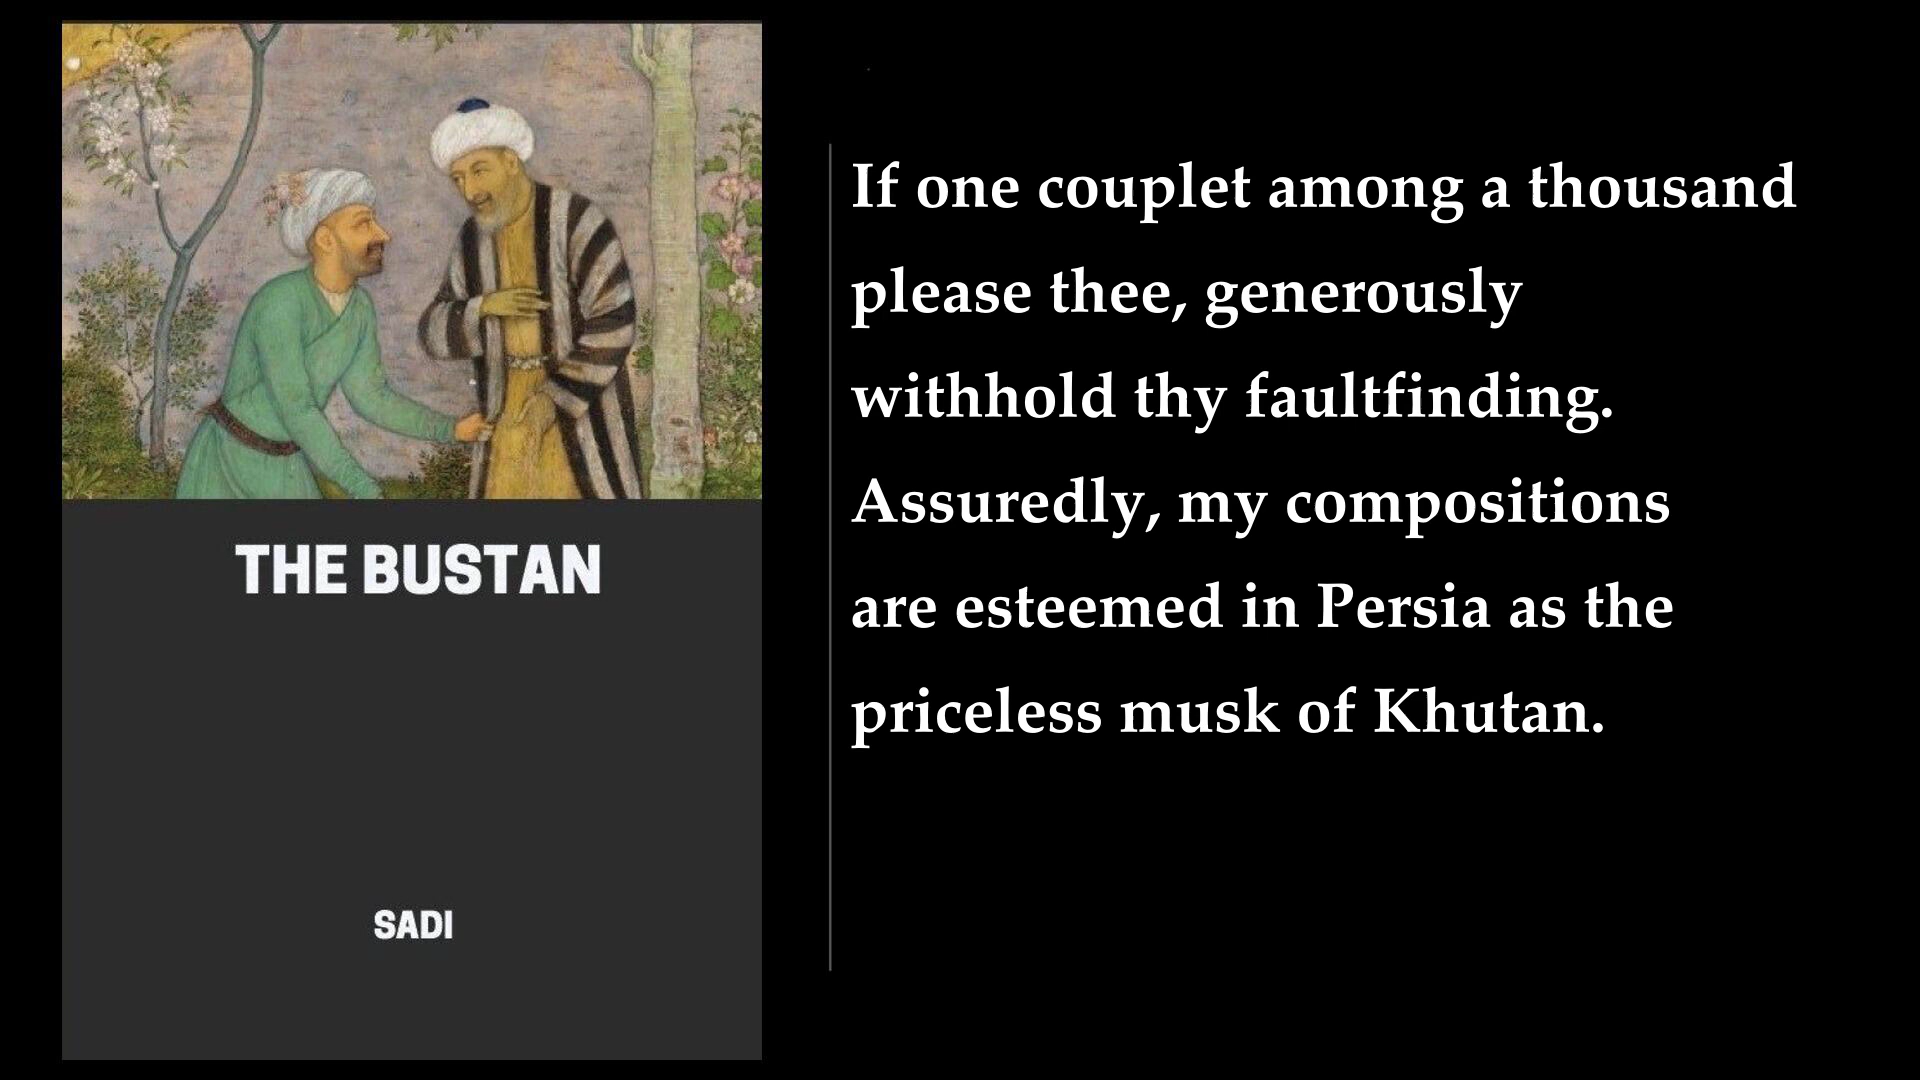 THE BUSTAN
SADI
If one couplet among a thousand
please thee, generously
withhold thy faultfinding.
Assuredly, my compositions
are esteemed in Persia as the
priceless musk of Khutan.